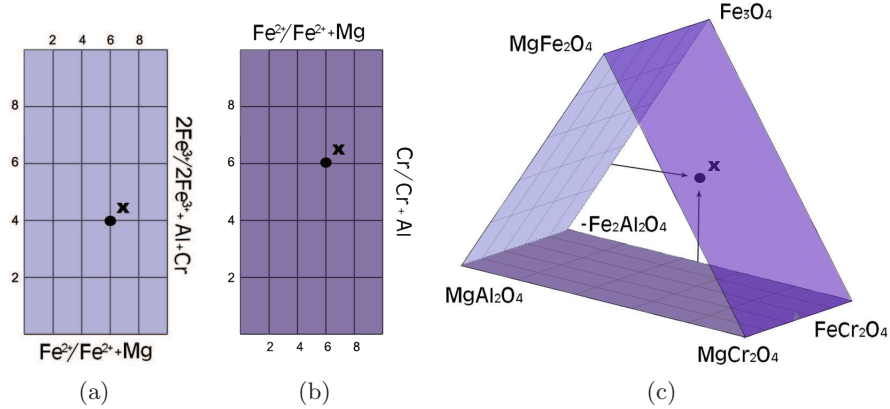 2 4 6 8
8
6
4
2
2Fe³⁺/2Fe³⁺+Al+Cr
x
Fe²⁺/Fe²⁺+Mg
(a)
Fe²⁺/Fe²⁺+Mg
8
6
4
2
Cr/Cr+Al
x
2 4 6 8
(b)
Fe₃O₄
MgFe₂O₄
x
-Fe₂Al₂O₄
MgAl₂O₄
FeCr₂O₄
MgCr₂O₄
(c)